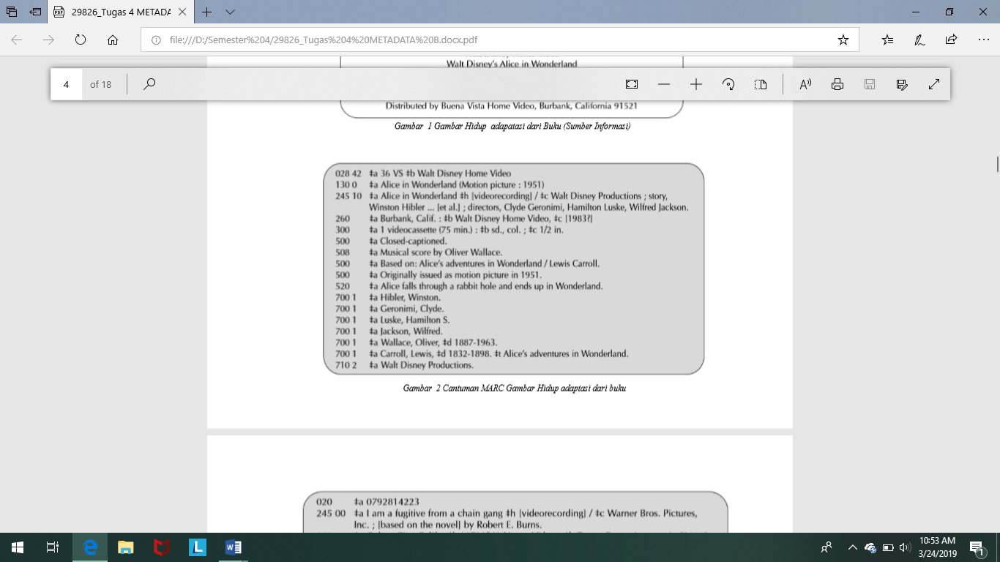 29826_Tugas 4 METADA
file:///D:/Semester%204/29826_Tugas%204%20METADATA%20B.docx.pdf
Walt Disney's Alice in Wonderland
4 of 18
Distributed by Buena Vista Home Video, Burbank, California 91521
Gambar 1 Gambar Hidup adapatasi dari Buku (Sumber Informasi)
028 42 ‡a 36 VS ‡b Walt Disney Home Video
130 0 ‡a Alice in Wonderland (Motion picture : 1951)
245 10 ‡a Alice in Wonderland ‡h [videorecording] / ‡c Walt Disney Productions ; story,
Winston Hibler ... [et al.] ; directors, Clyde Geronimi, Hamilton Luske, Wilfred Jackson.
260 ‡a Burbank, Calif. : ‡b Walt Disney Home Video, ‡c [1983?]
300 ‡a 1 videocassette (75 min.) : ‡b sd., col. ; ‡c 1/2 in.
500 ‡a Closed-captioned.
508 ‡a Musical score by Oliver Wallace.
500 ‡a Based on: Alice's adventures in Wonderland / Lewis Carroll.
500 ‡a Originally issued as motion picture in 1951.
520 ‡a Alice falls through a rabbit hole and ends up in Wonderland.
700 1 ‡a Hibler, Winston.
700 1 ‡a Geronimi, Clyde.
700 1 ‡a Luske, Hamilton S.
700 1 ‡a Jackson, Wilfred.
700 1 ‡a Wallace, Oliver, ‡d 1887-1963.
700 1 ‡a Carroll, Lewis, ‡d 1832-1898. ‡t Alice's adventures in Wonderland.
710 2 ‡a Walt Disney Productions.
Gambar 2 Cantuman MARC Gambar Hidup adaptasi dari buku
020 ‡a 0792814223
245 00 ‡a I am a fugitive from a chain gang ‡h [videorecording] / ‡c Warner Bros. Pictures,
Inc. ; [based on the novel] by Robert E. Burns.
10:53 AM
3/24/2019